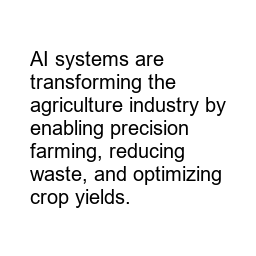 AI systems are
transforming the
agriculture industry by
enabling precision
farming, reducing
waste, and optimizing
crop yields.